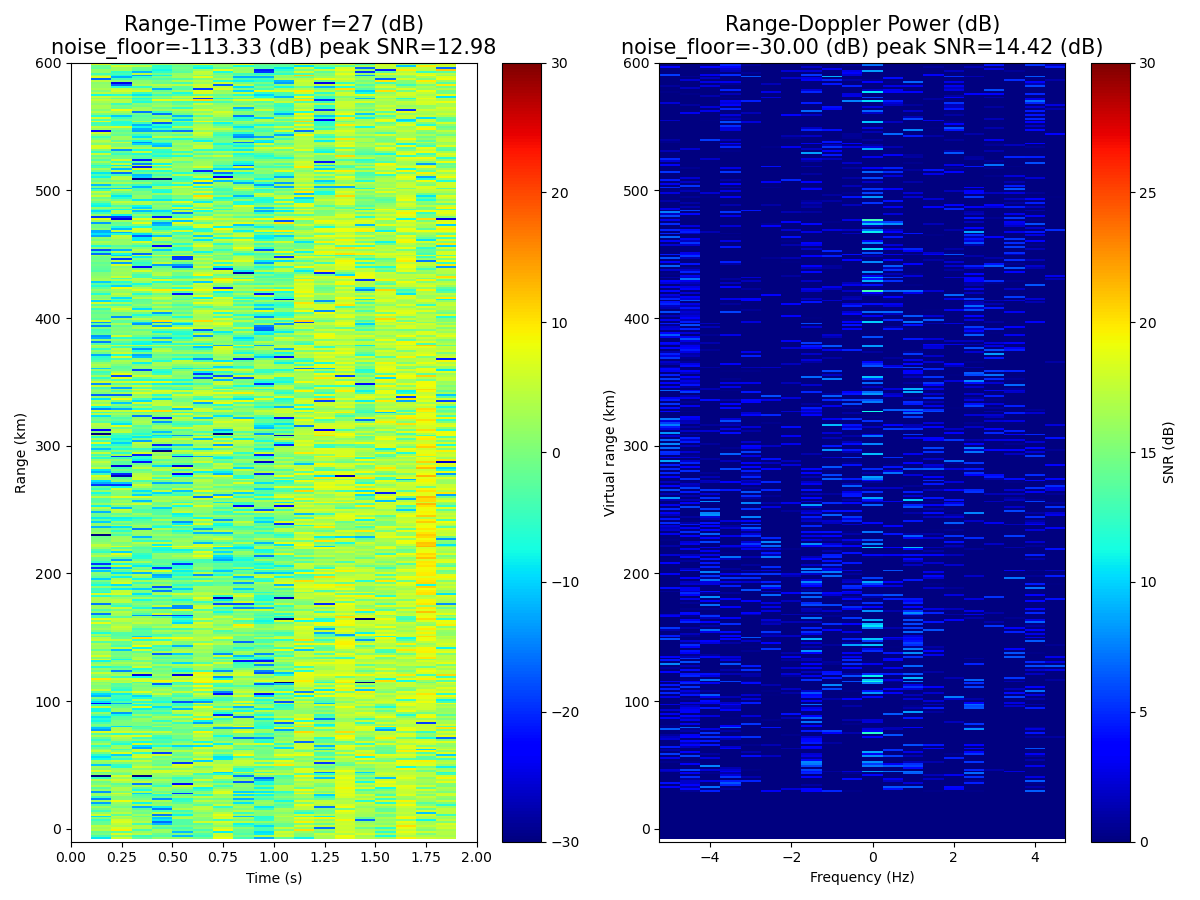 Range-Time Power f=27 (dB)
noise_floor=-113.33 (dB) peak SNR=12.98
600
500
400
300
200
100
0
Range (km)
0.00 0.25 0.50 0.75 1.00 1.25 1.50 1.75 2.00
Time (s)
30
20
10
0
−10
−20
−30
Range-Doppler Power (dB)
noise_floor=-30.00 (dB) peak SNR=14.42 (dB)
600
500
400
300
200
100
0
Virtual range (km)
−4 −2 0 2 4
Frequency (Hz)
30
25
20
15
10
5
0
SNR (dB)